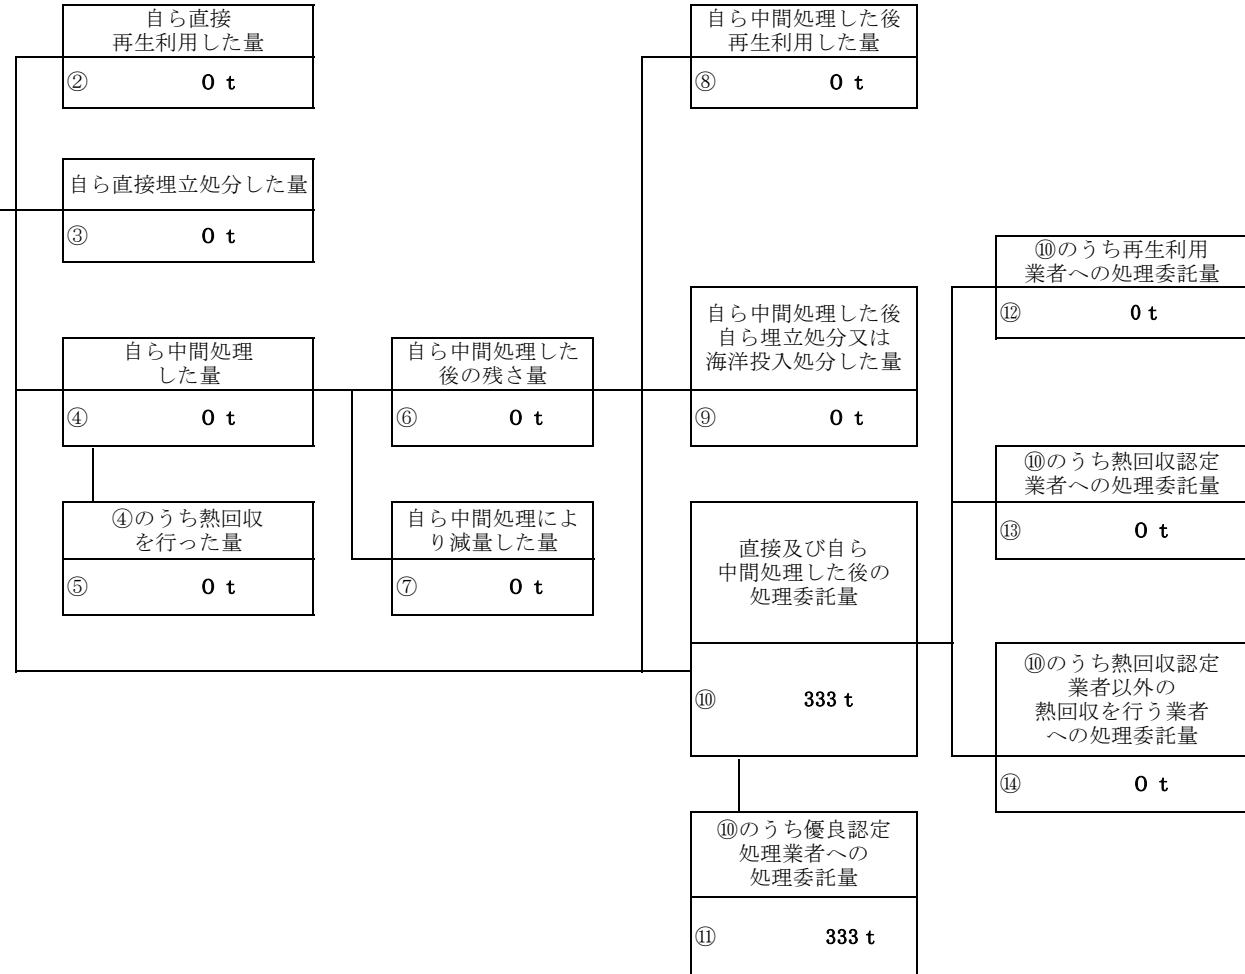 自ら直接
再生利用した量
② 0 t
自ら直接埋立処分した量
③ 0 t
自ら中間処理
した量
④ 0 t
④のうち熱回収
を行った量
⑤ 0 t
自ら中間処理した
後の残さ量
⑥ 0 t
自ら中間処理によ
り減量した量
⑦ 0 t
自ら中間処理した後
再生利用した量
⑧ 0 t
自ら中間処理した後
自ら埋立処分又は
海洋投入処分した量
⑨ 0 t
直接及び自ら
中間処理した後の
処理委託量
⑩ 333 t
⑩のうち優良認定
処理業者への
処理委託量
⑪ 333 t
⑩のうち再生利用
業者への処理委託量
⑫ 0 t
⑩のうち熱回収認定
業者への処理委託量
⑬ 0 t
⑩のうち熱回収認定
業者以外の
熱回収を行う業者
への処理委託量
⑭ 0 t